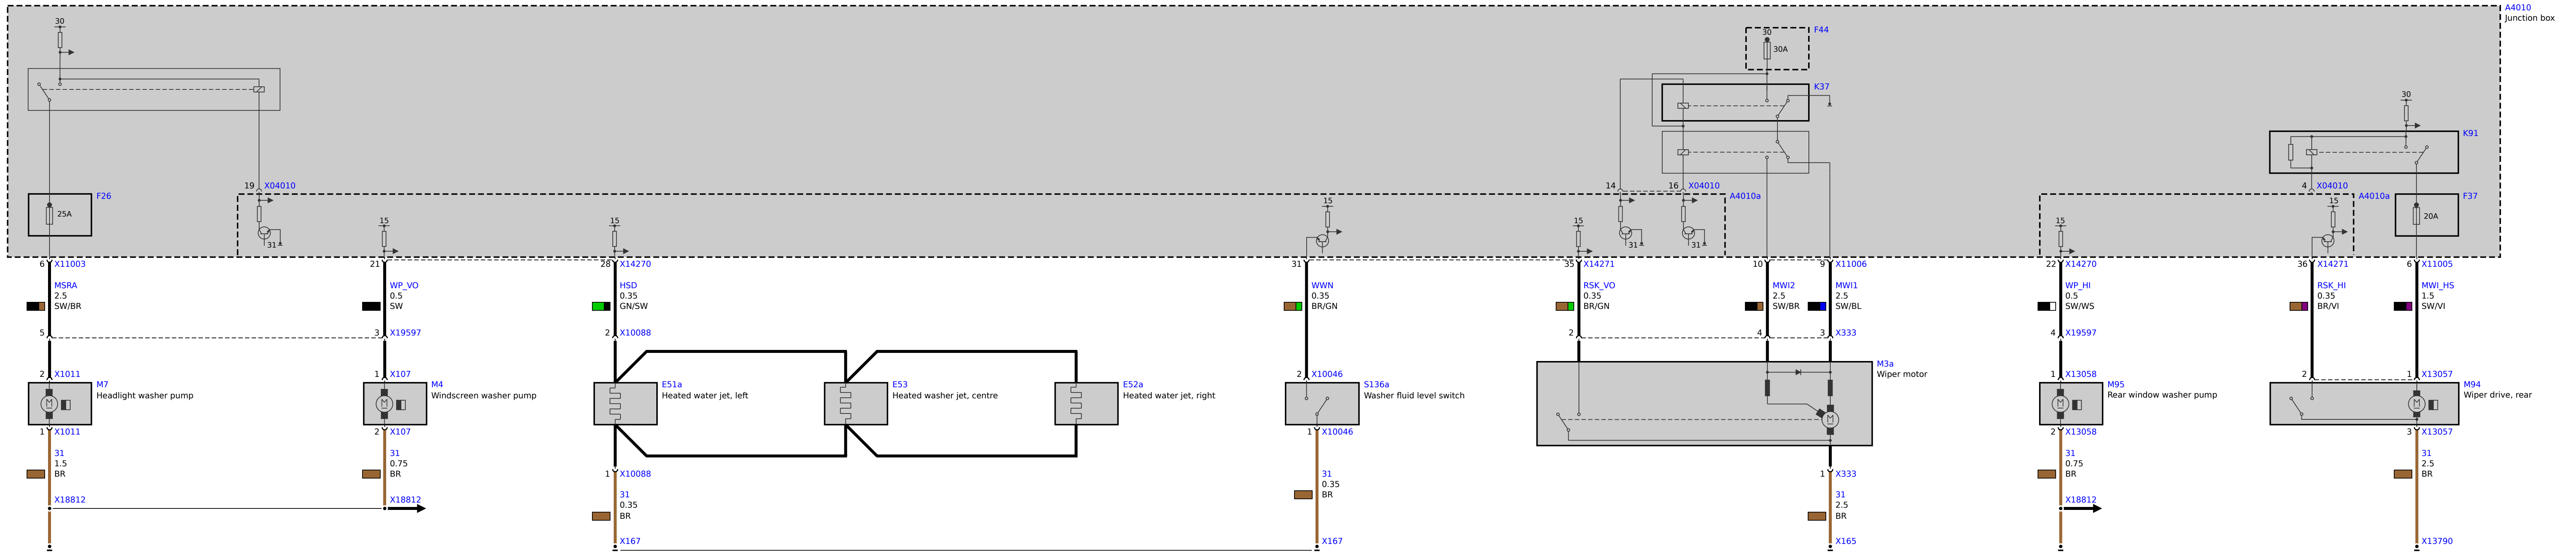 A4010
Junction box
30
F44
30
30A
K37
30
K91
19 X04010
14
16 X04010
4 X04010
F26
25A
A4010a
A4010a
F37
20A
31
15
15
15
15
31
31
15
15
6 X11003
21
28 X14270
31
35 X14271
10
9 X11006
22 X14270
36 X14271
6 X11005
MSRA
2.5
SW/BR
WP_VO
0.5
SW
HSD
0.35
GN/SW
WWN
0.35
BR/GN
RSK_VO
0.35
BR/GN
MWI2
2.5
SW/BR
MWI1
2.5
SW/BL
WP_HI
0.5
SW/WS
RSK_HI
0.35
BR/VI
MWI_HS
1.5
SW/VI
5
3 X19597
2 X10088
2
4
3 X333
4 X19597
2 X1011
1 X107
2 X10046
1 X13058
2
1 X13057
M
M7
Headlight washer pump
M
M4
Windscreen washer pump
E51a
Heated water jet, left
E53
Heated washer jet, centre
E52a
Heated water jet, right
S136a
Washer fluid level switch
M3a
Wiper motor
M
M
M95
Rear window washer pump
M
M94
Wiper drive, rear
1 X1011
2 X107
1 X10046
2 X13058
3 X13057
31
1.5
BR
31
0.75
BR
1 X10088
31
0.35
BR
31
0.35
BR
1 X333
31
2.5
BR
31
0.75
BR
31
2.5
BR
X18812
X18812
X18812
X167
X167
X165
X13790